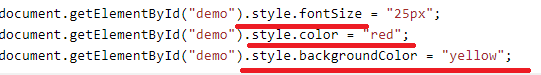 document.getElementById("demo").style.fontSize = "25px";
document.getElementById("demo").style.color = "red";
document.getElementById("demo").style.backgroundColor = "yellow";